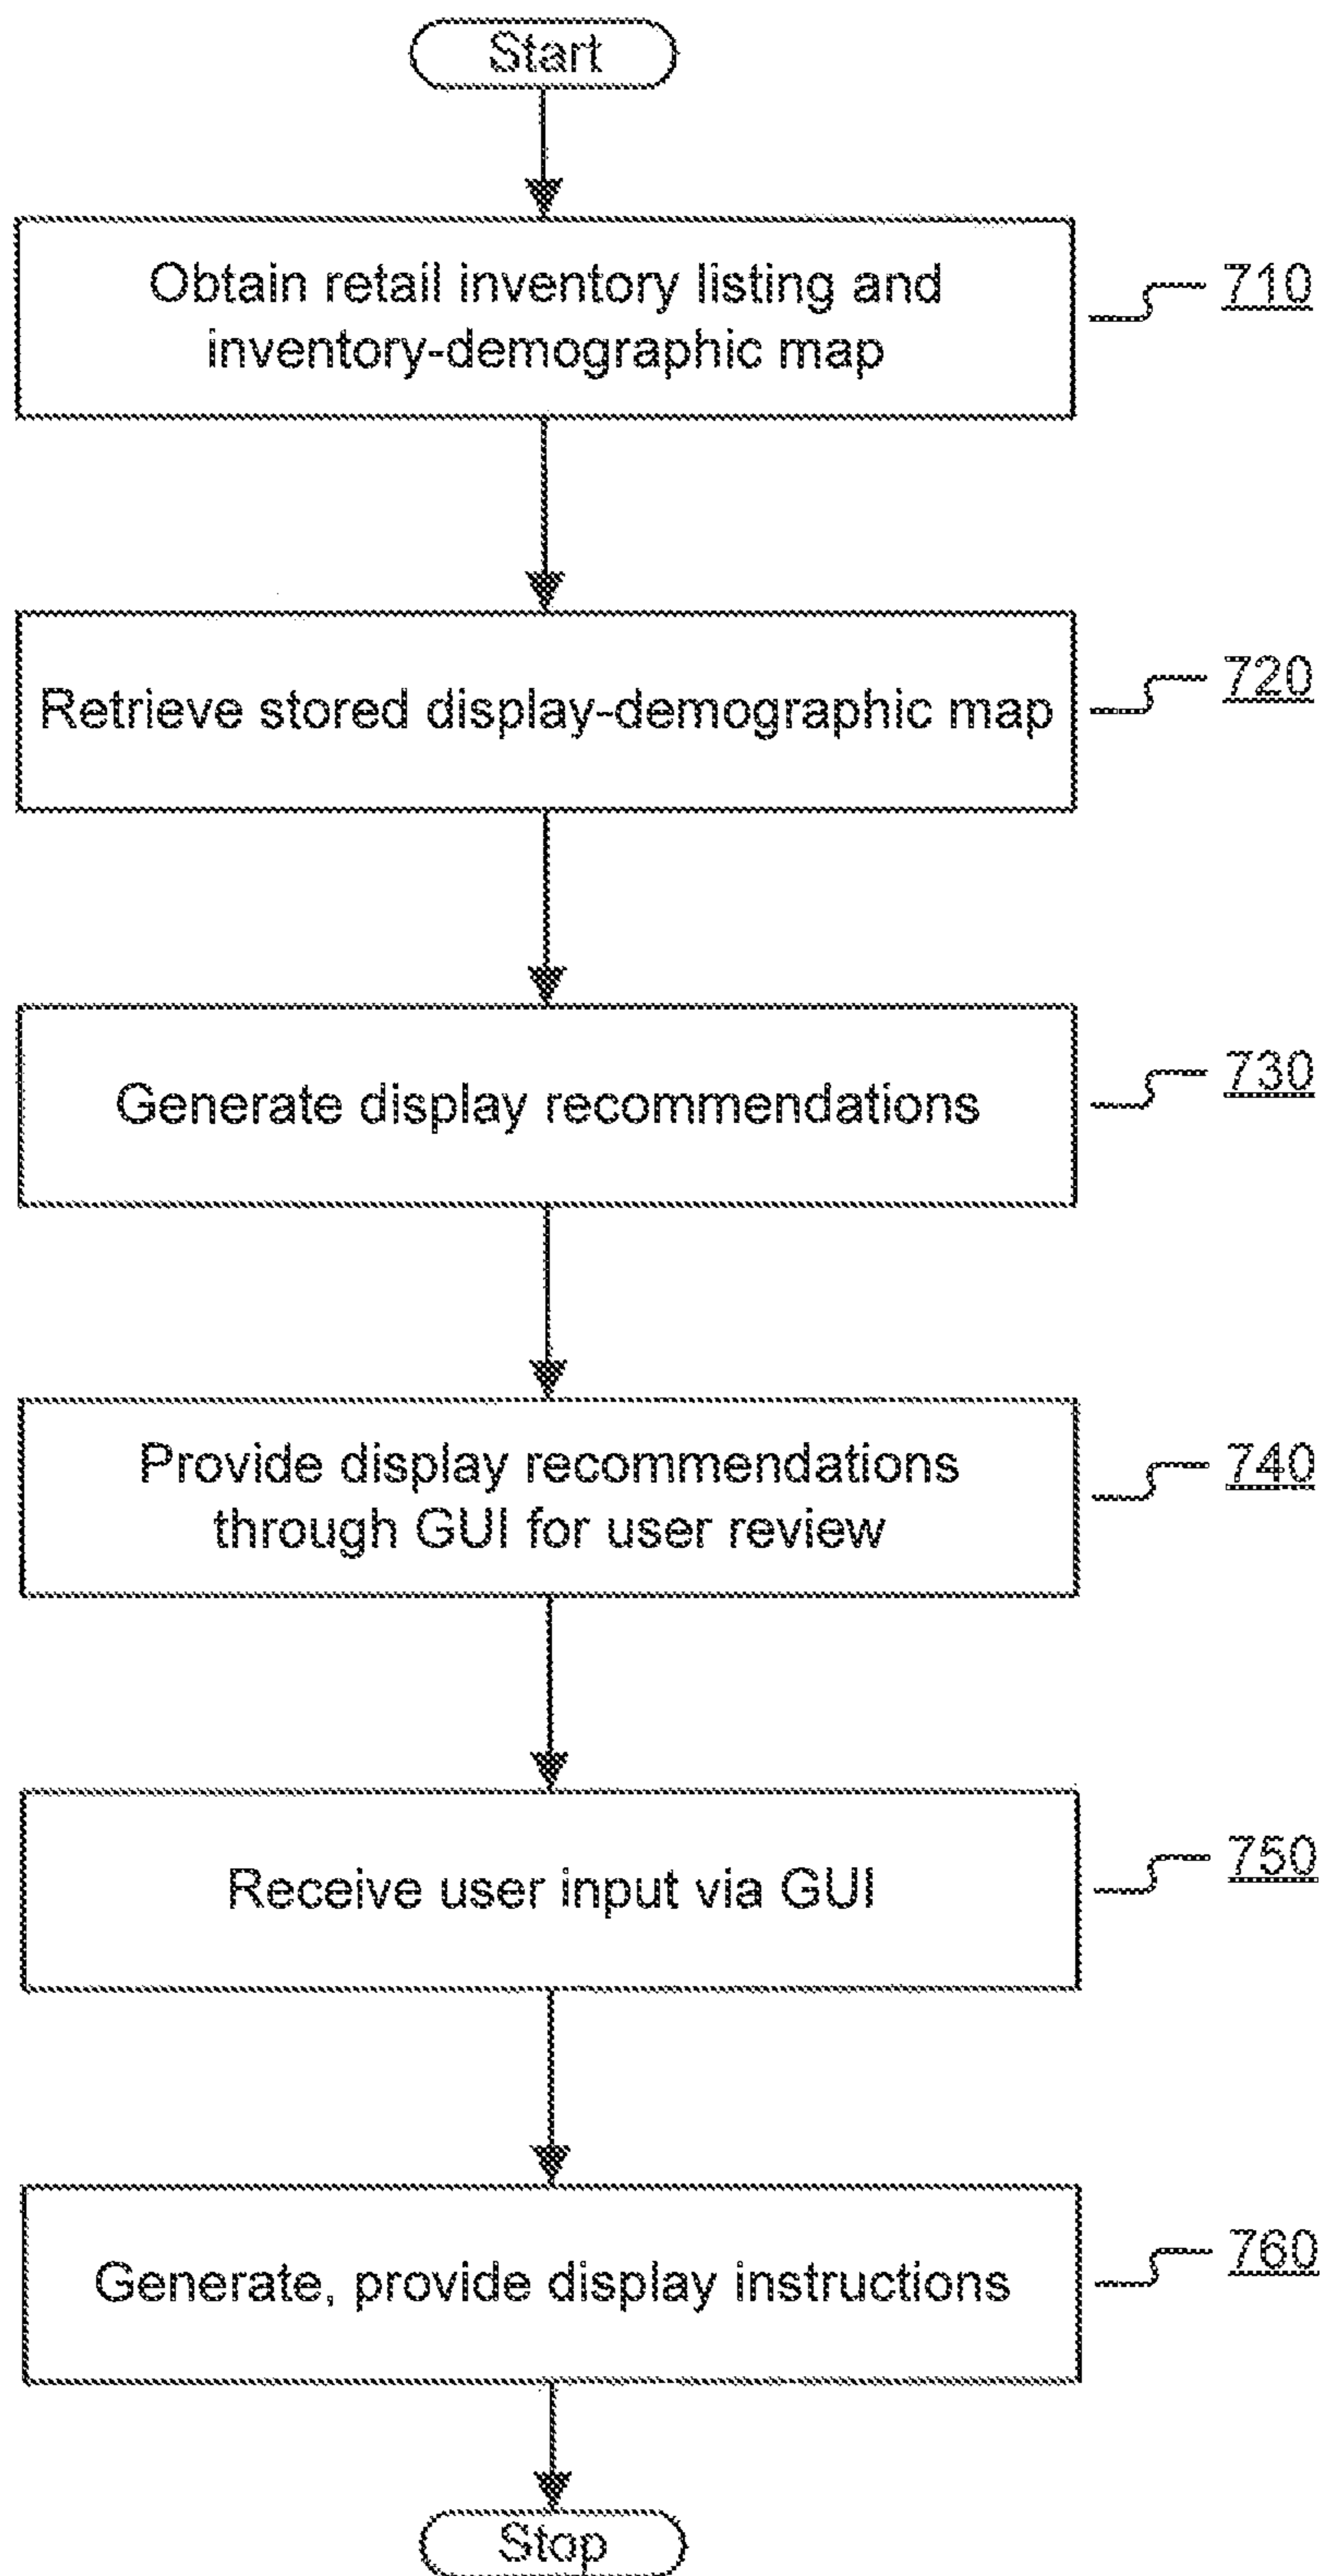 Start
Obtain retail inventory listing and
inventory-demographic map
710
Retrieve stored display-demographic map
720
Generate display recommendations
730
Provide display recommendations
through GUI for user review
740
Receive user input via GUI
750
Generate, provide display instructions
760
Stop